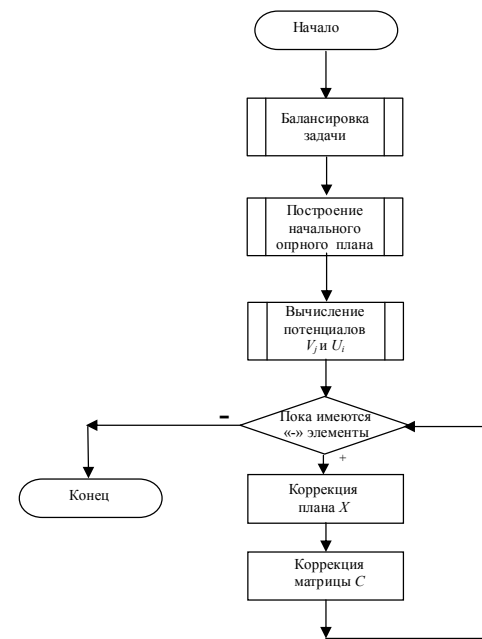 Начало
Балансировка
задачи
Построение
начального
опрного плана
Вычисление
потенциалов
Vj и Ui
Пока имеются
«-» элементы
-
+
Конец
Коррекция
плана X
Коррекция
матрицы C